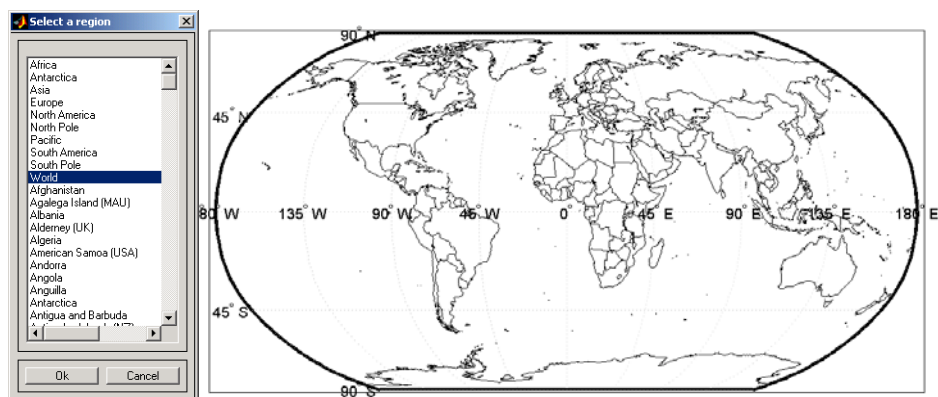 Select a region
Africa
Antarctica
Asia
Europe
North America
North Pole
Pacific
South America
South Pole
World
Afghanistan
Agalega Island (MAU)
Albania
Alderney (UK)
Algeria
American Samoa (USA)
Andorra
Angola
Anguilla
Antarctica
Antigua and Barbuda
Ok
Cancel
90° N
45° N
180° W
135° W
90° W
45° W
0°
45° E
90° E
135° E
180° E
45° S
90° S